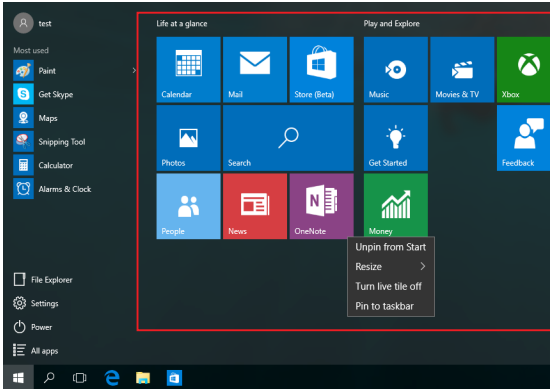 test
Most used
Paint
Get Skype
Maps
Snipping Tool
Calculator
Alarms & Clock
File Explorer
Settings
Power
All apps
Life at a glance
Calendar
Mail
Store (Beta)
Photos
Search
People
News
OneNote
Play and Explore
Music
Movies & TV
Xbox
Get Started
Feedback
Money
Unpin from Start
Resize
Turn live tile off
Pin to taskbar